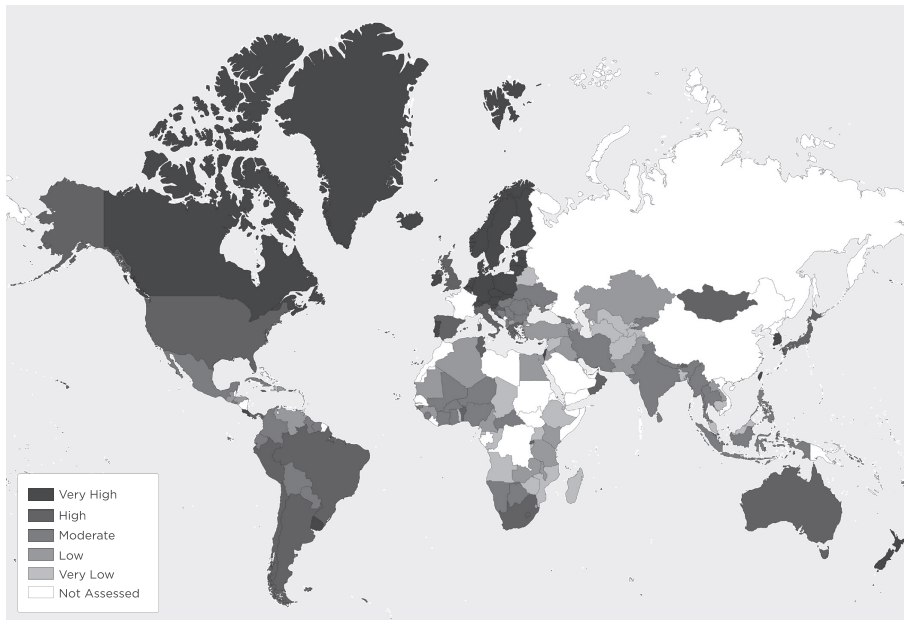 Very High
High
Moderate
Low
Very Low
Not Assessed